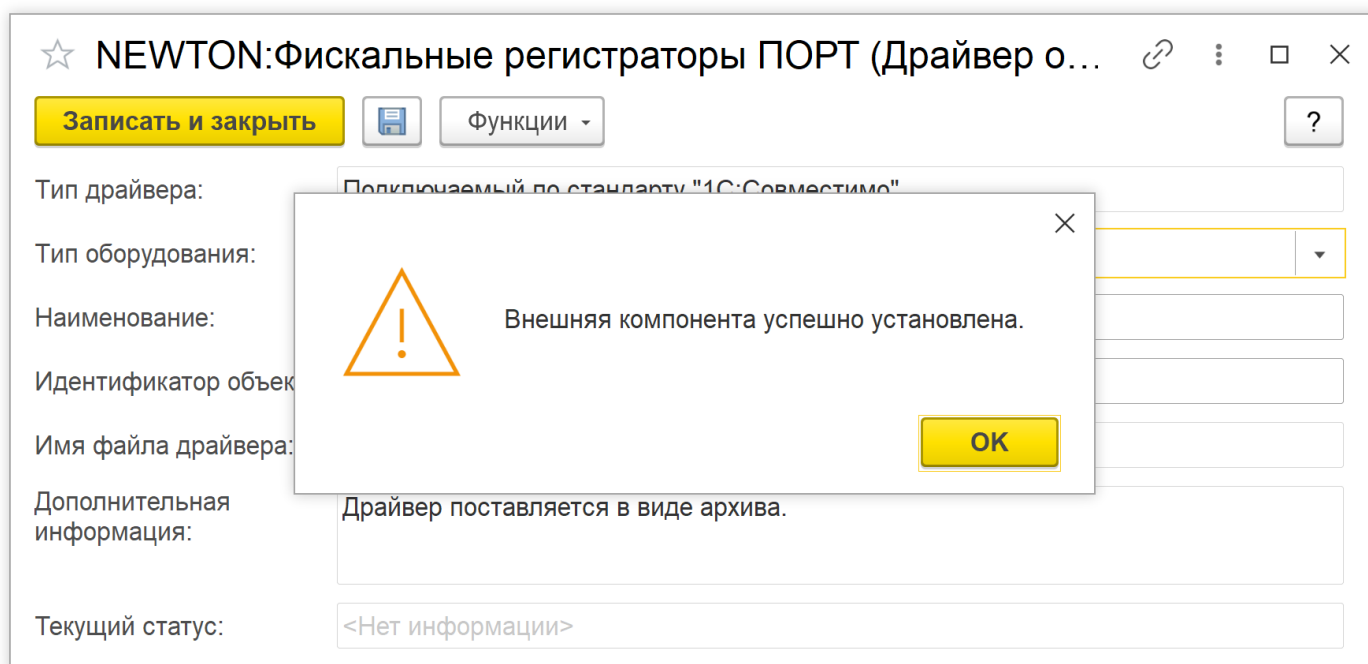 NEWTON:Фискальные регистраторы ПОРТ (Драйвер о...
Записать и закрыть
Функции
?
Тип драйвера:
Подключаемый по стандарту "1С:Совместимо"
Тип оборудования:
Внешняя компонента успешно установлена.
Наименование:
Идентификатор объек
OK
Имя файла драйвера:
Дополнительная
информация:
Драйвер поставляется в виде архива.
Текущий статус:
<Нет информации>